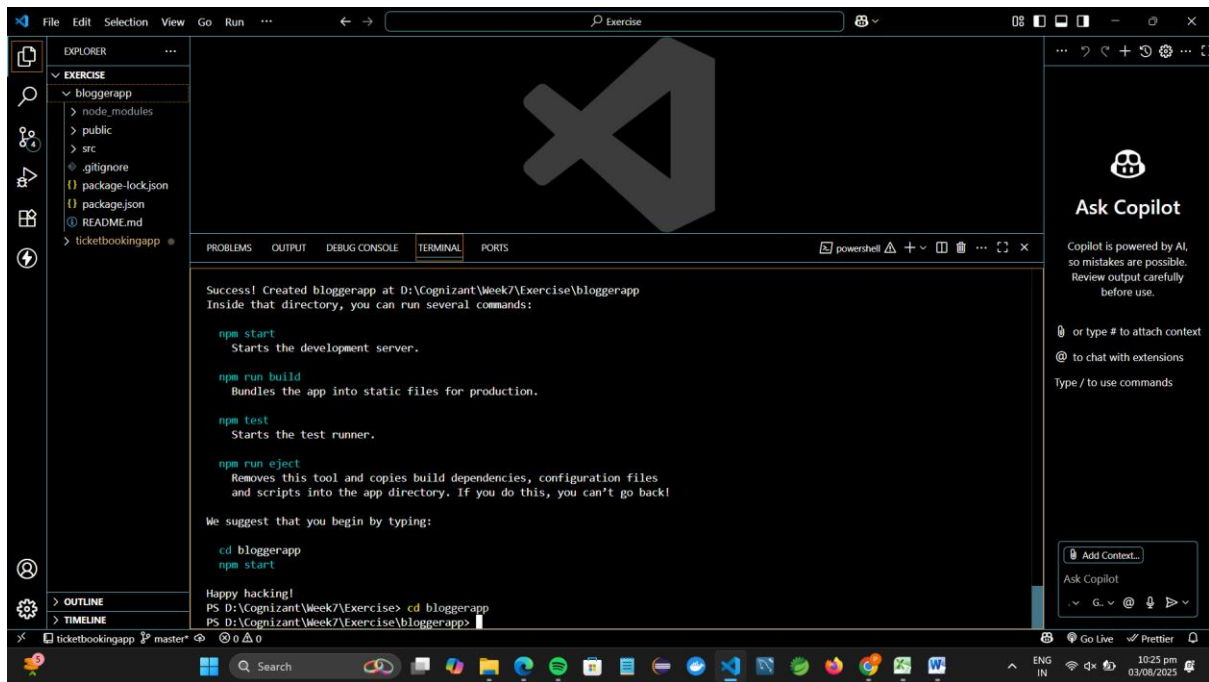 File Edit Selection View Go Run ···
Exercise
EXPLORER ···
EXERCISE
bloggerapp
node_modules
public
src
.gitignore
{} package-lock.json
{} package.json
README.md
ticketbookingapp
4
PROBLEMS OUTPUT DEBUG CONSOLE TERMINAL PORTS
powershell
Success! Created bloggerapp at D:\Cognizant\Week7\Exercise\bloggerapp
Inside that directory, you can run several commands:
npm start
Starts the development server.
npm run build
Bundles the app into static files for production.
npm test
Starts the test runner.
npm run eject
Removes this tool and copies build dependencies, configuration files
and scripts into the app directory. If you do this, you can’t go back!
We suggest that you begin by typing:
cd bloggerapp
npm start
Happy hacking!
PS D:\Cognizant\Week7\Exercise> cd bloggerapp
PS D:\Cognizant\Week7\Exercise\bloggerapp>
Ask Copilot
Copilot is powered by AI,
so mistakes are possible.
Review output carefully
before use.
or type # to attach context
@ to chat with extensions
Type / to use commands
Add Context...
Ask Copilot
G.. @
OUTLINE
TIMELINE
ticketbookingapp master* 0 0
Go Live Prettier
5
Search
ENG
IN
10:25 pm
03/08/2025